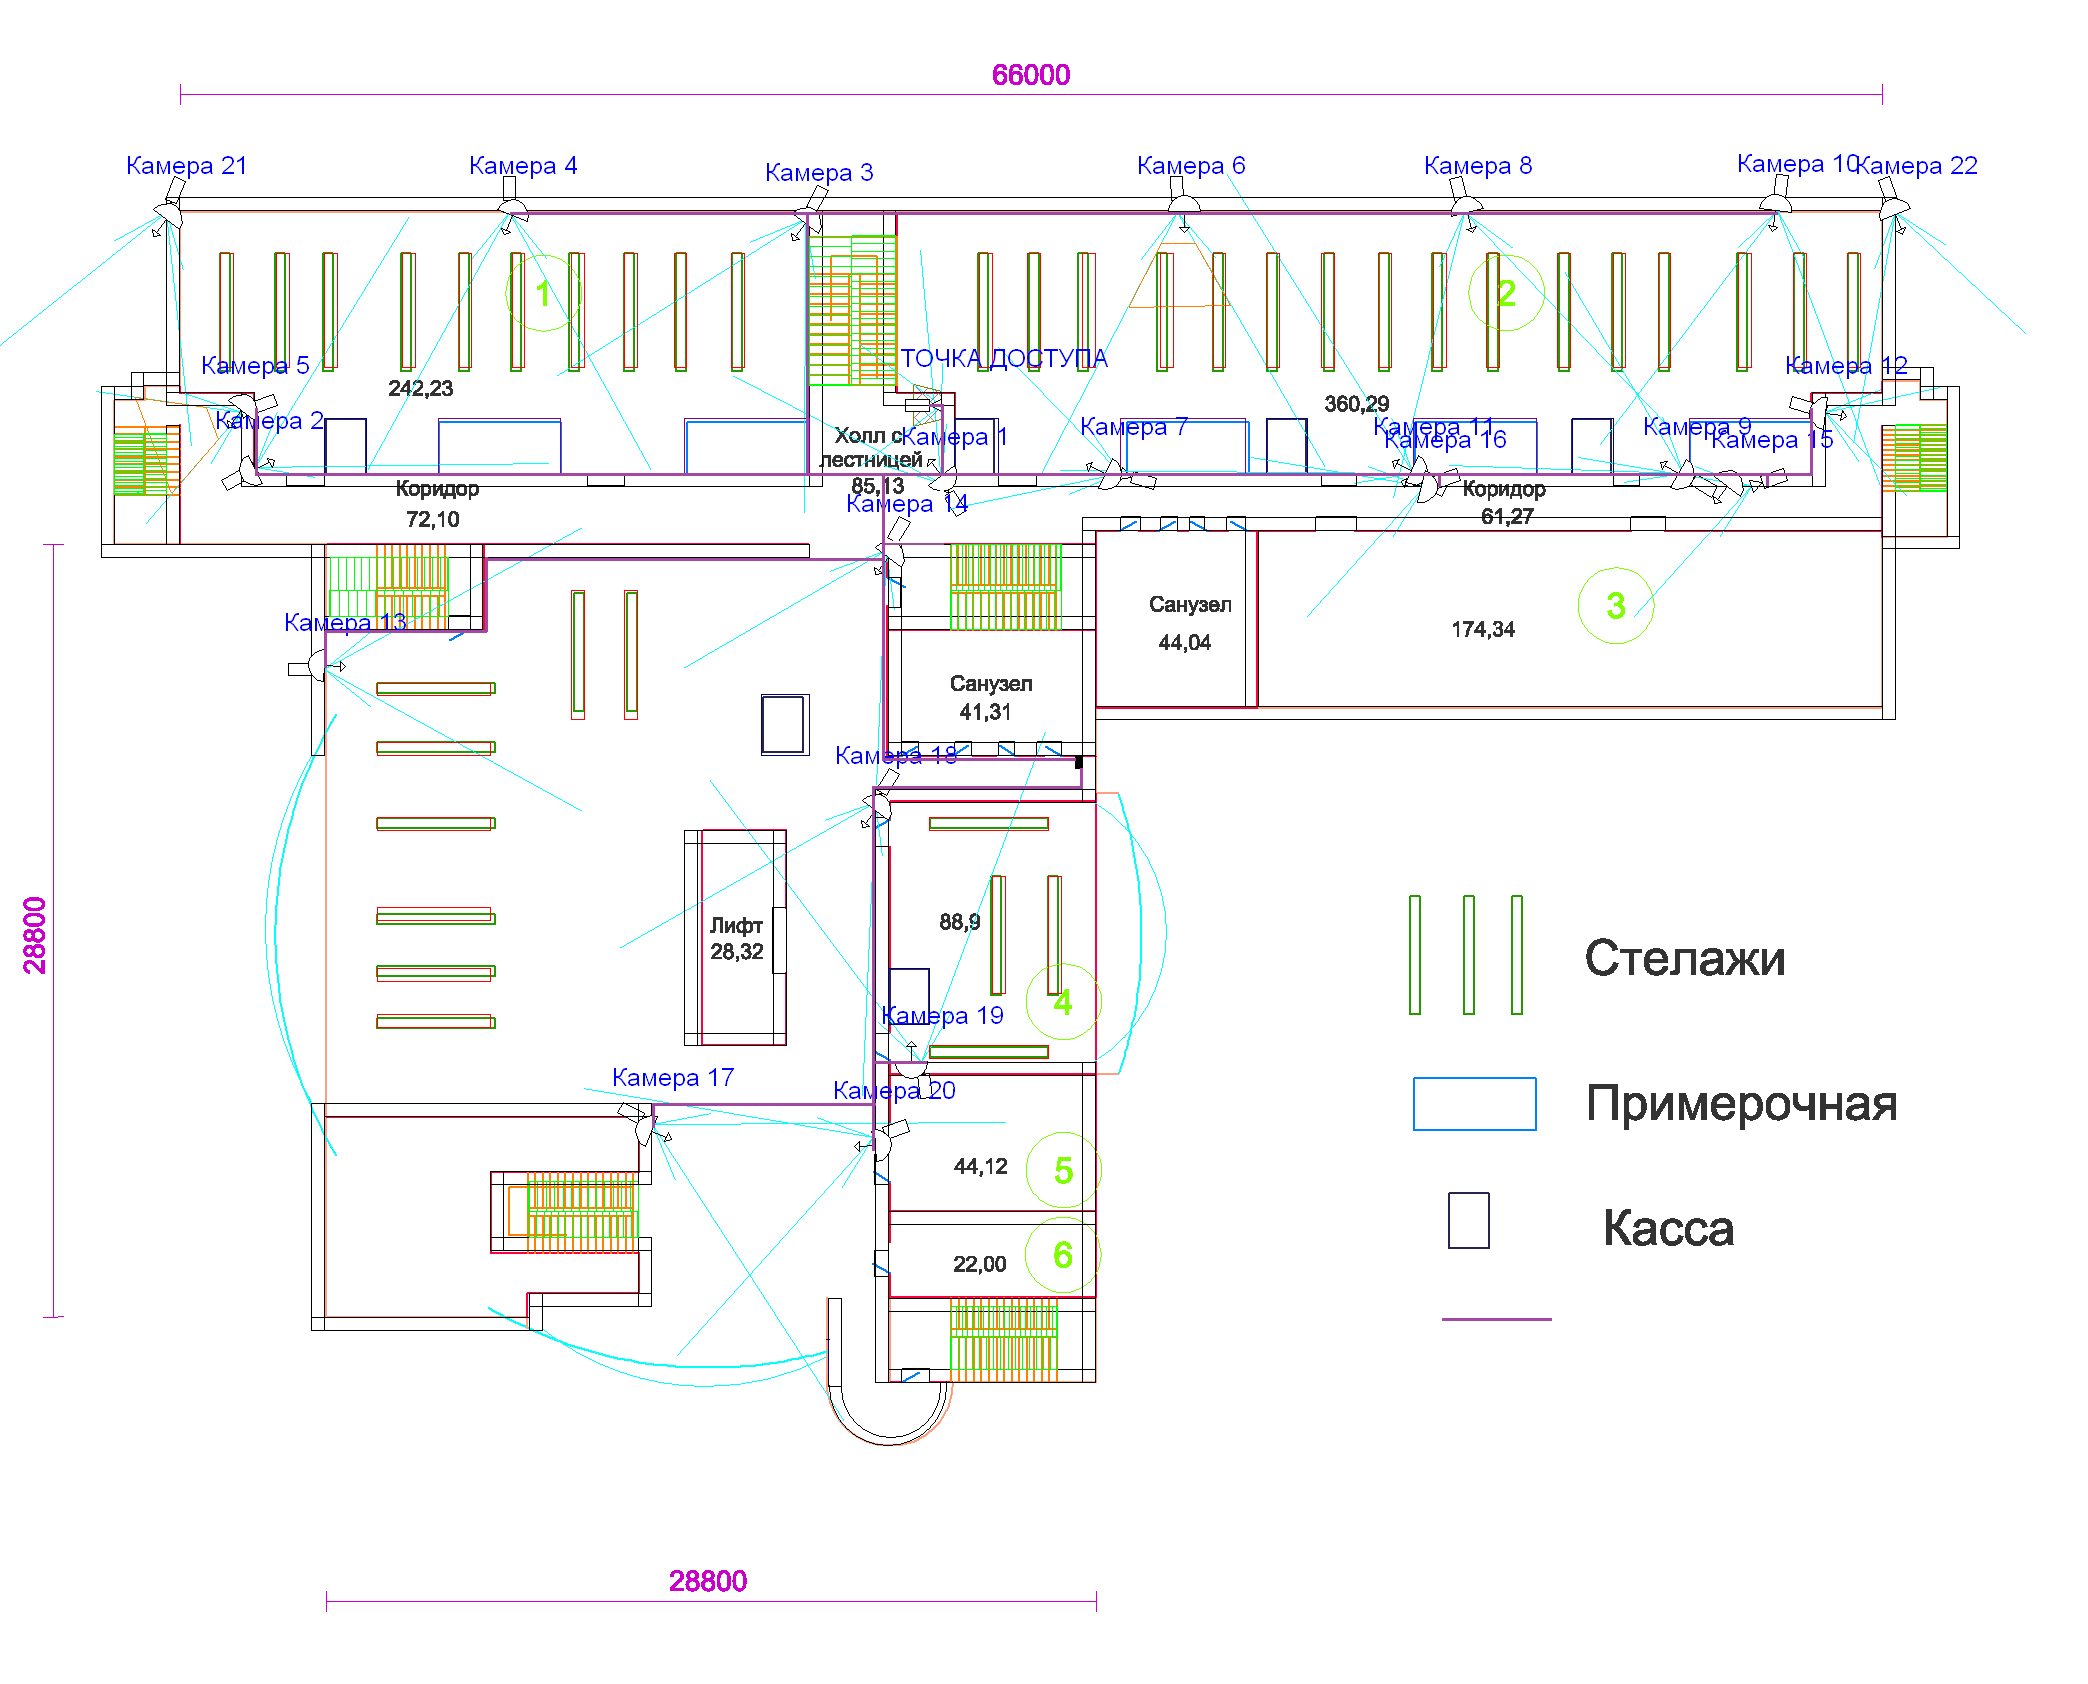 66000
Камера 21
Камера 4
Камера 3
Камера 6
Камера 8
Камера 10
Камера 22
1
2
Камера 5
242,23
ТОЧКА ДОСТУПА
Камера 12
360,29
Камера 2
Холл с
лестницей
85,13
Камера 1
Камера 7
Камера 11
Камера 16
Камера 9
Камера 15
Коридор
72,10
Камера 14
Коридор
61,27
Камера 13
Санузел
44,04
174,34
3
Санузел
41,31
Камера 18
28800
Лифт
28,32
88,9
4
Стелажи
Камера 19
Камера 17
Камера 20
Примерочная
44,12
5
Касса
22,00
6
28800